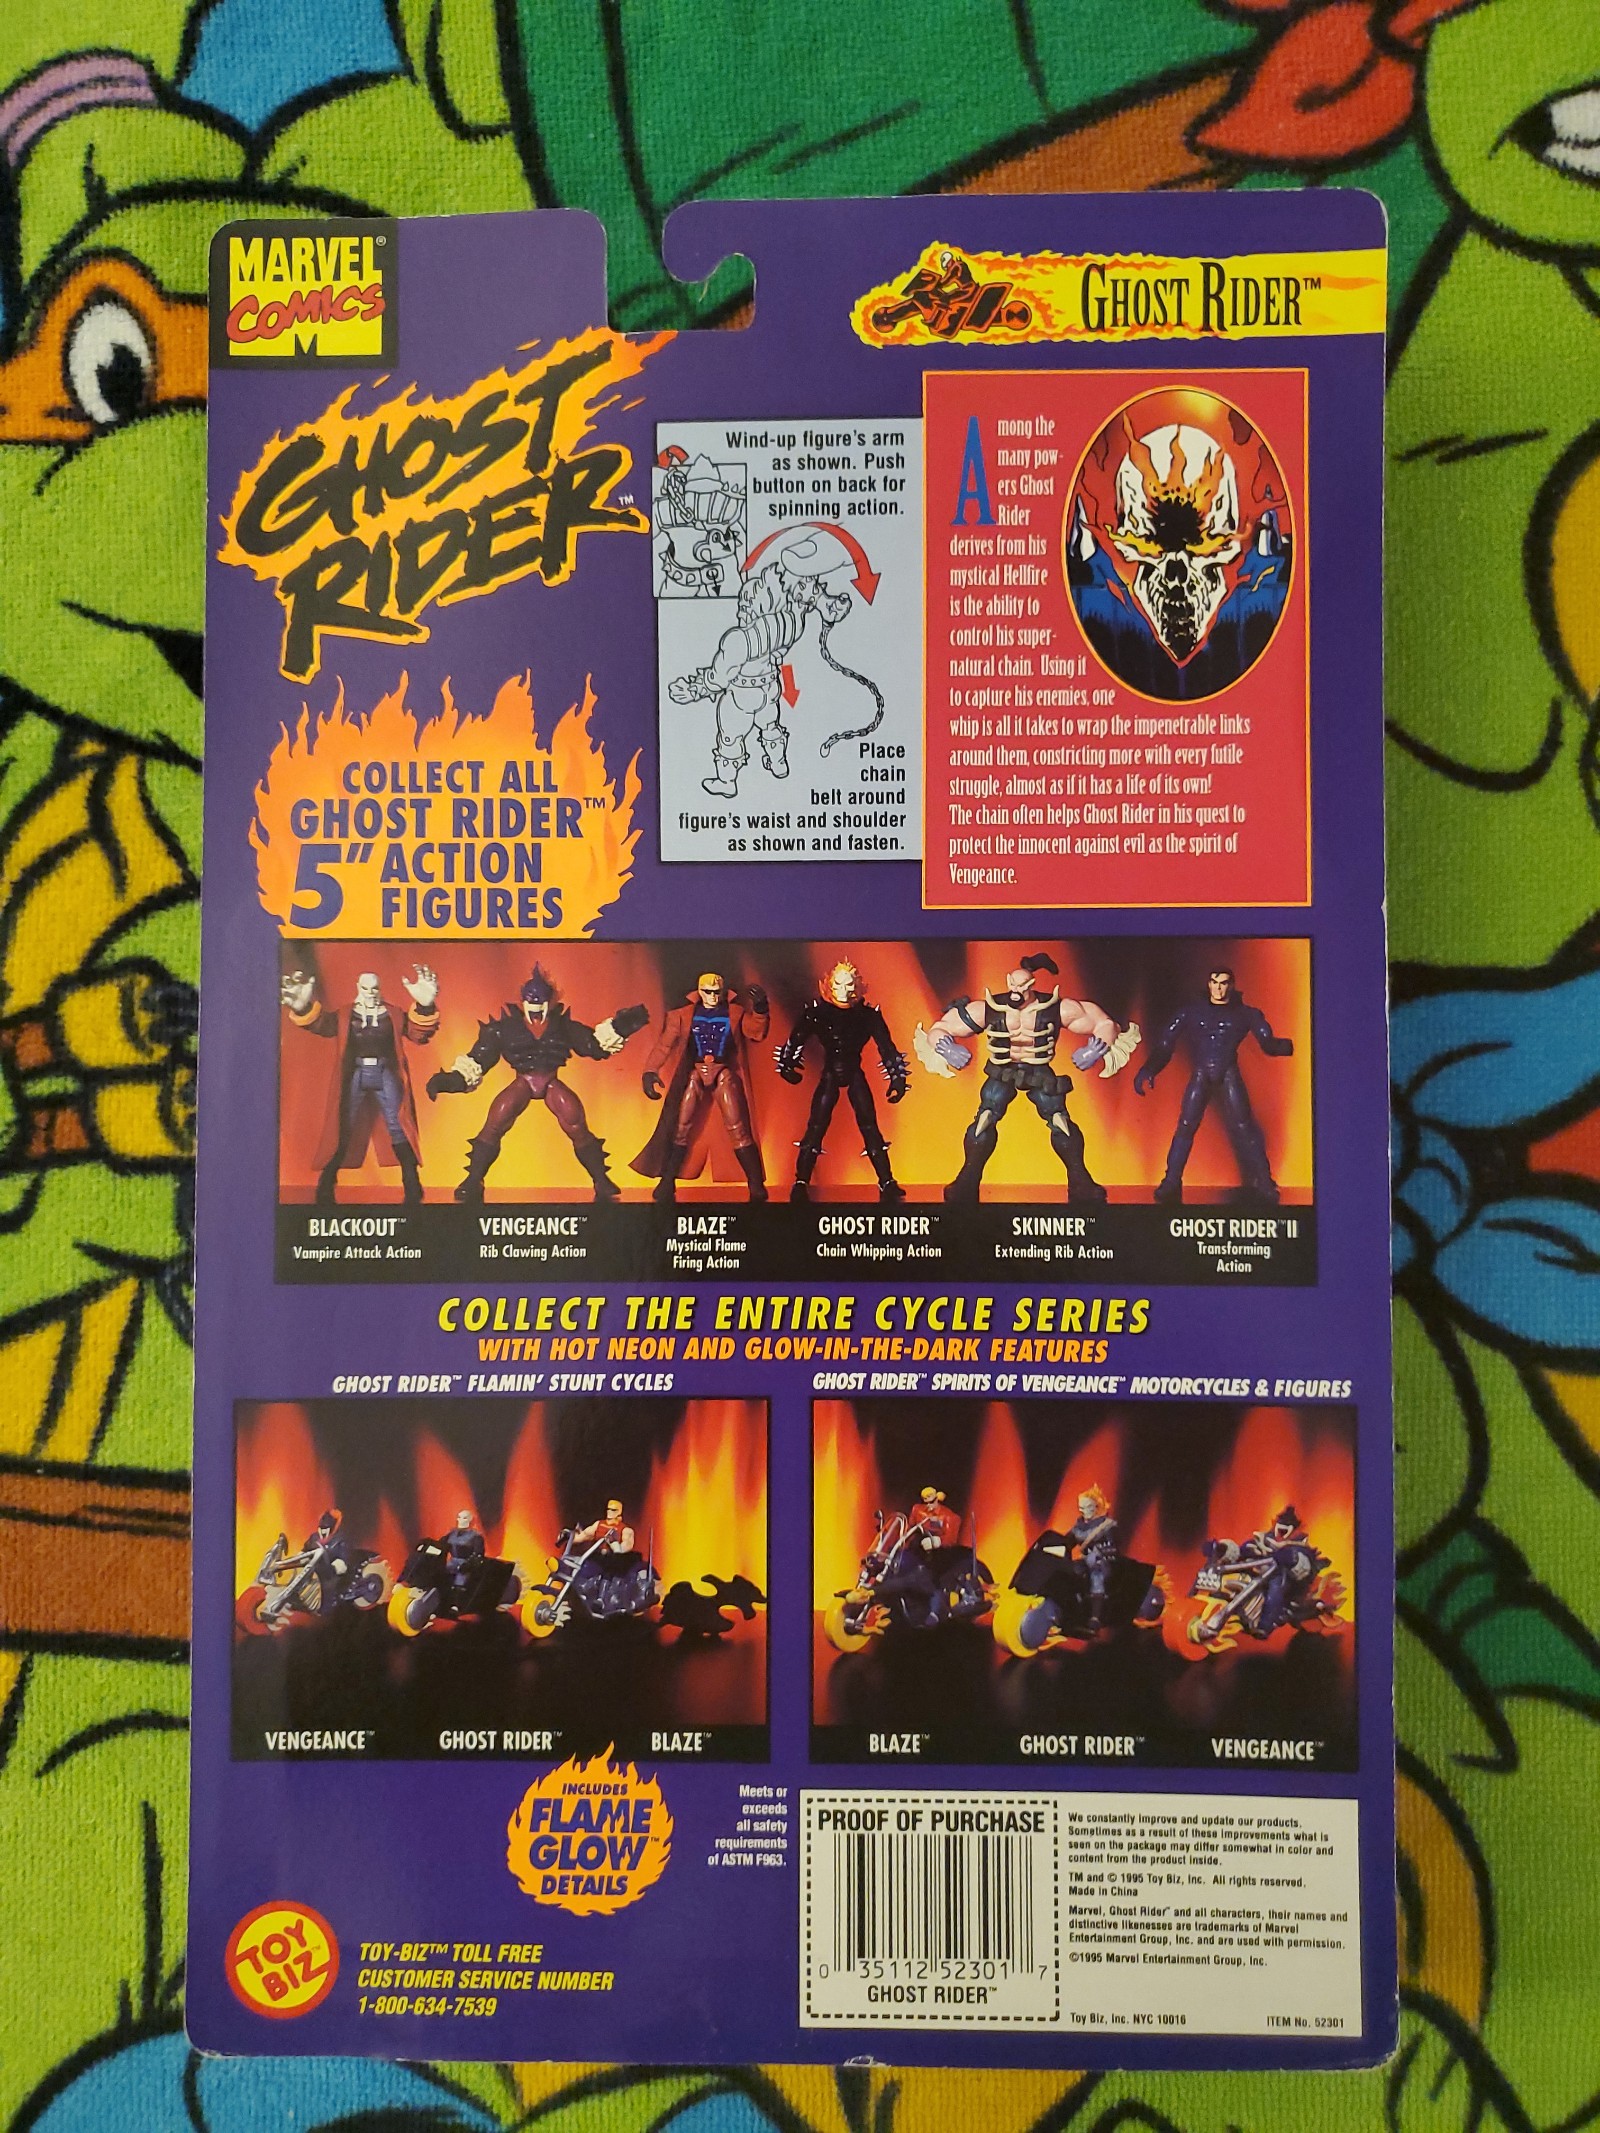 MARVEL®
COMICS
M
GHOST RIDER™
GHOST
RIDER™
Wind-up figure's arm
as shown. Push
button on back for
spinning action.
Place
chain
belt around
figure's waist and shoulder
as shown and fasten.
Among the
many pow-
ers Ghost
Rider
derives from his
mystical Hellfire
is the ability to
control his super-
natural chain. Using it
to capture his enemies, one
whip is all it takes to wrap the impenetrable links
around them, constricting more with every futile
struggle, almost as if it has a life of its own!
The chain often helps Ghost Rider in his quest to
protect the innocent against evil as the spirit of
Vengeance.
COLLECT ALL
GHOST RIDER™
5" ACTION
FIGURES
BLACKOUT™
Vampire Attack Action
VENGEANCE™
Rib Clawing Action
BLAZE™
Mystical Flame
Firing Action
GHOST RIDER™
Chain Whipping Action
SKINNER™
Extending Rib Action
GHOST RIDER™ II
Transforming
Action
COLLECT THE ENTIRE CYCLE SERIES
WITH HOT NEON AND GLOW-IN-THE-DARK FEATURES
GHOST RIDER™ FLAMIN' STUNT CYCLES
VENGEANCE™ GHOST RIDER™ BLAZE™
GHOST RIDER™ SPIRITS OF VENGEANCE™ MOTORCYCLES & FIGURES
BLAZE™ GHOST RIDER™ VENGEANCE™
INCLUDES
FLAME
GLOW™
DETAILS
Meets or
exceeds
all safety
requirements
of ASTM F963.
TOY
BIZ™
TOY-BIZ™ TOLL FREE
CUSTOMER SERVICE NUMBER
1-800-634-7539
PROOF OF PURCHASE
0 35112 52301 7
GHOST RIDER™
We constantly improve and update our products.
Sometimes as a result of these improvements what is
seen on the package may differ somewhat in color and
content from the product inside.
TM and © 1995 Toy Biz, Inc. All rights reserved.
Made in China
Marvel, Ghost Rider™ and all characters, their names and
distinctive likenesses are trademarks of Marvel
Entertainment Group, Inc. and are used with permission.
©1995 Marvel Entertainment Group, Inc.
Toy Biz, Inc. NYC 10016 ITEM No. 52301